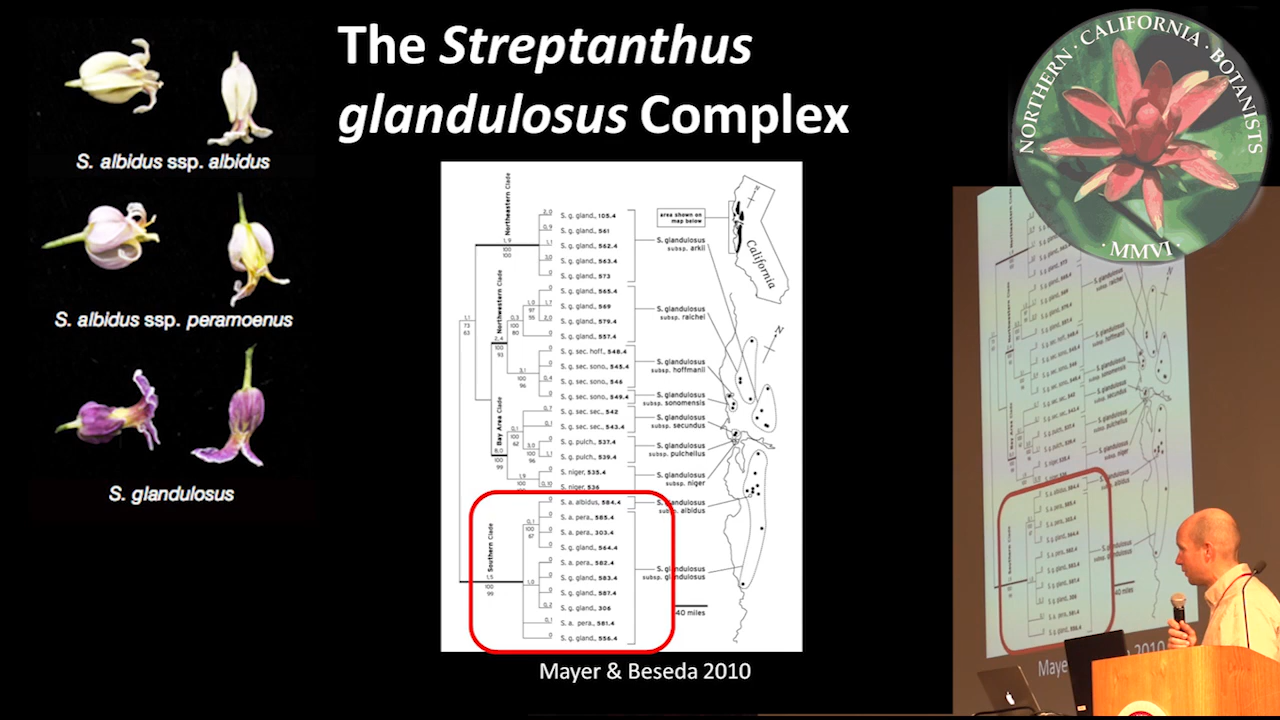 The Streptanthus
glandulosus Complex
S. albidus ssp. albidus
S. albidus ssp. peramoenus
S. glandulosus
NORTHERN · CALIFORNIA · BOTANISTS
· MMVI ·
Northeastern Clade
Northwestern Clade
Bay Area Clade
Southern Clade
S. g. gland., 105.4
S. g. gland., 561
S. g. gland., 562.4
S. g. gland., 563.4
S. g. gland., 573
S. g. gland., 565.4
S. g. gland., 569
S. g. gland., 579.4
S. g. gland., 557.4
S. g. sec. hoff., 548.4
S. g. sec. sono., 545.4
S. g. sec. sono., 546
S. g. sec. sono., 549.4
S. g. sec. sec., 542
S. g. sec. sec., 543.4
S. g. pulch., 537.4
S. g. pulch., 539.4
S. niger, 535.4
S. niger, 536
S. a. albidus, 584.4
S. a. pera., 585.4
S. a. pera., 303.4
S. g. gland., 564.4
S. a. pera., 582.4
S. g. gland., 583.4
S. g. gland., 587.4
S. g. gland., 306
S. a. pera., 581.4
S. g. gland., 556.4
area shown on
map below
N
California
N
S. glandulosus
subsp. arkii
S. glandulosus
subsp. raichei
S. glandulosus
subsp. hoffmanii
S. glandulosus
subsp. sonomensis
S. glandulosus
subsp. secundus
S. glandulosus
subsp. pulchellus
S. glandulosus
subsp. niger
S. glandulosus
subsp. albidus
S. glandulosus
subsp. glandulosus
40 miles
Mayer & Beseda 2010